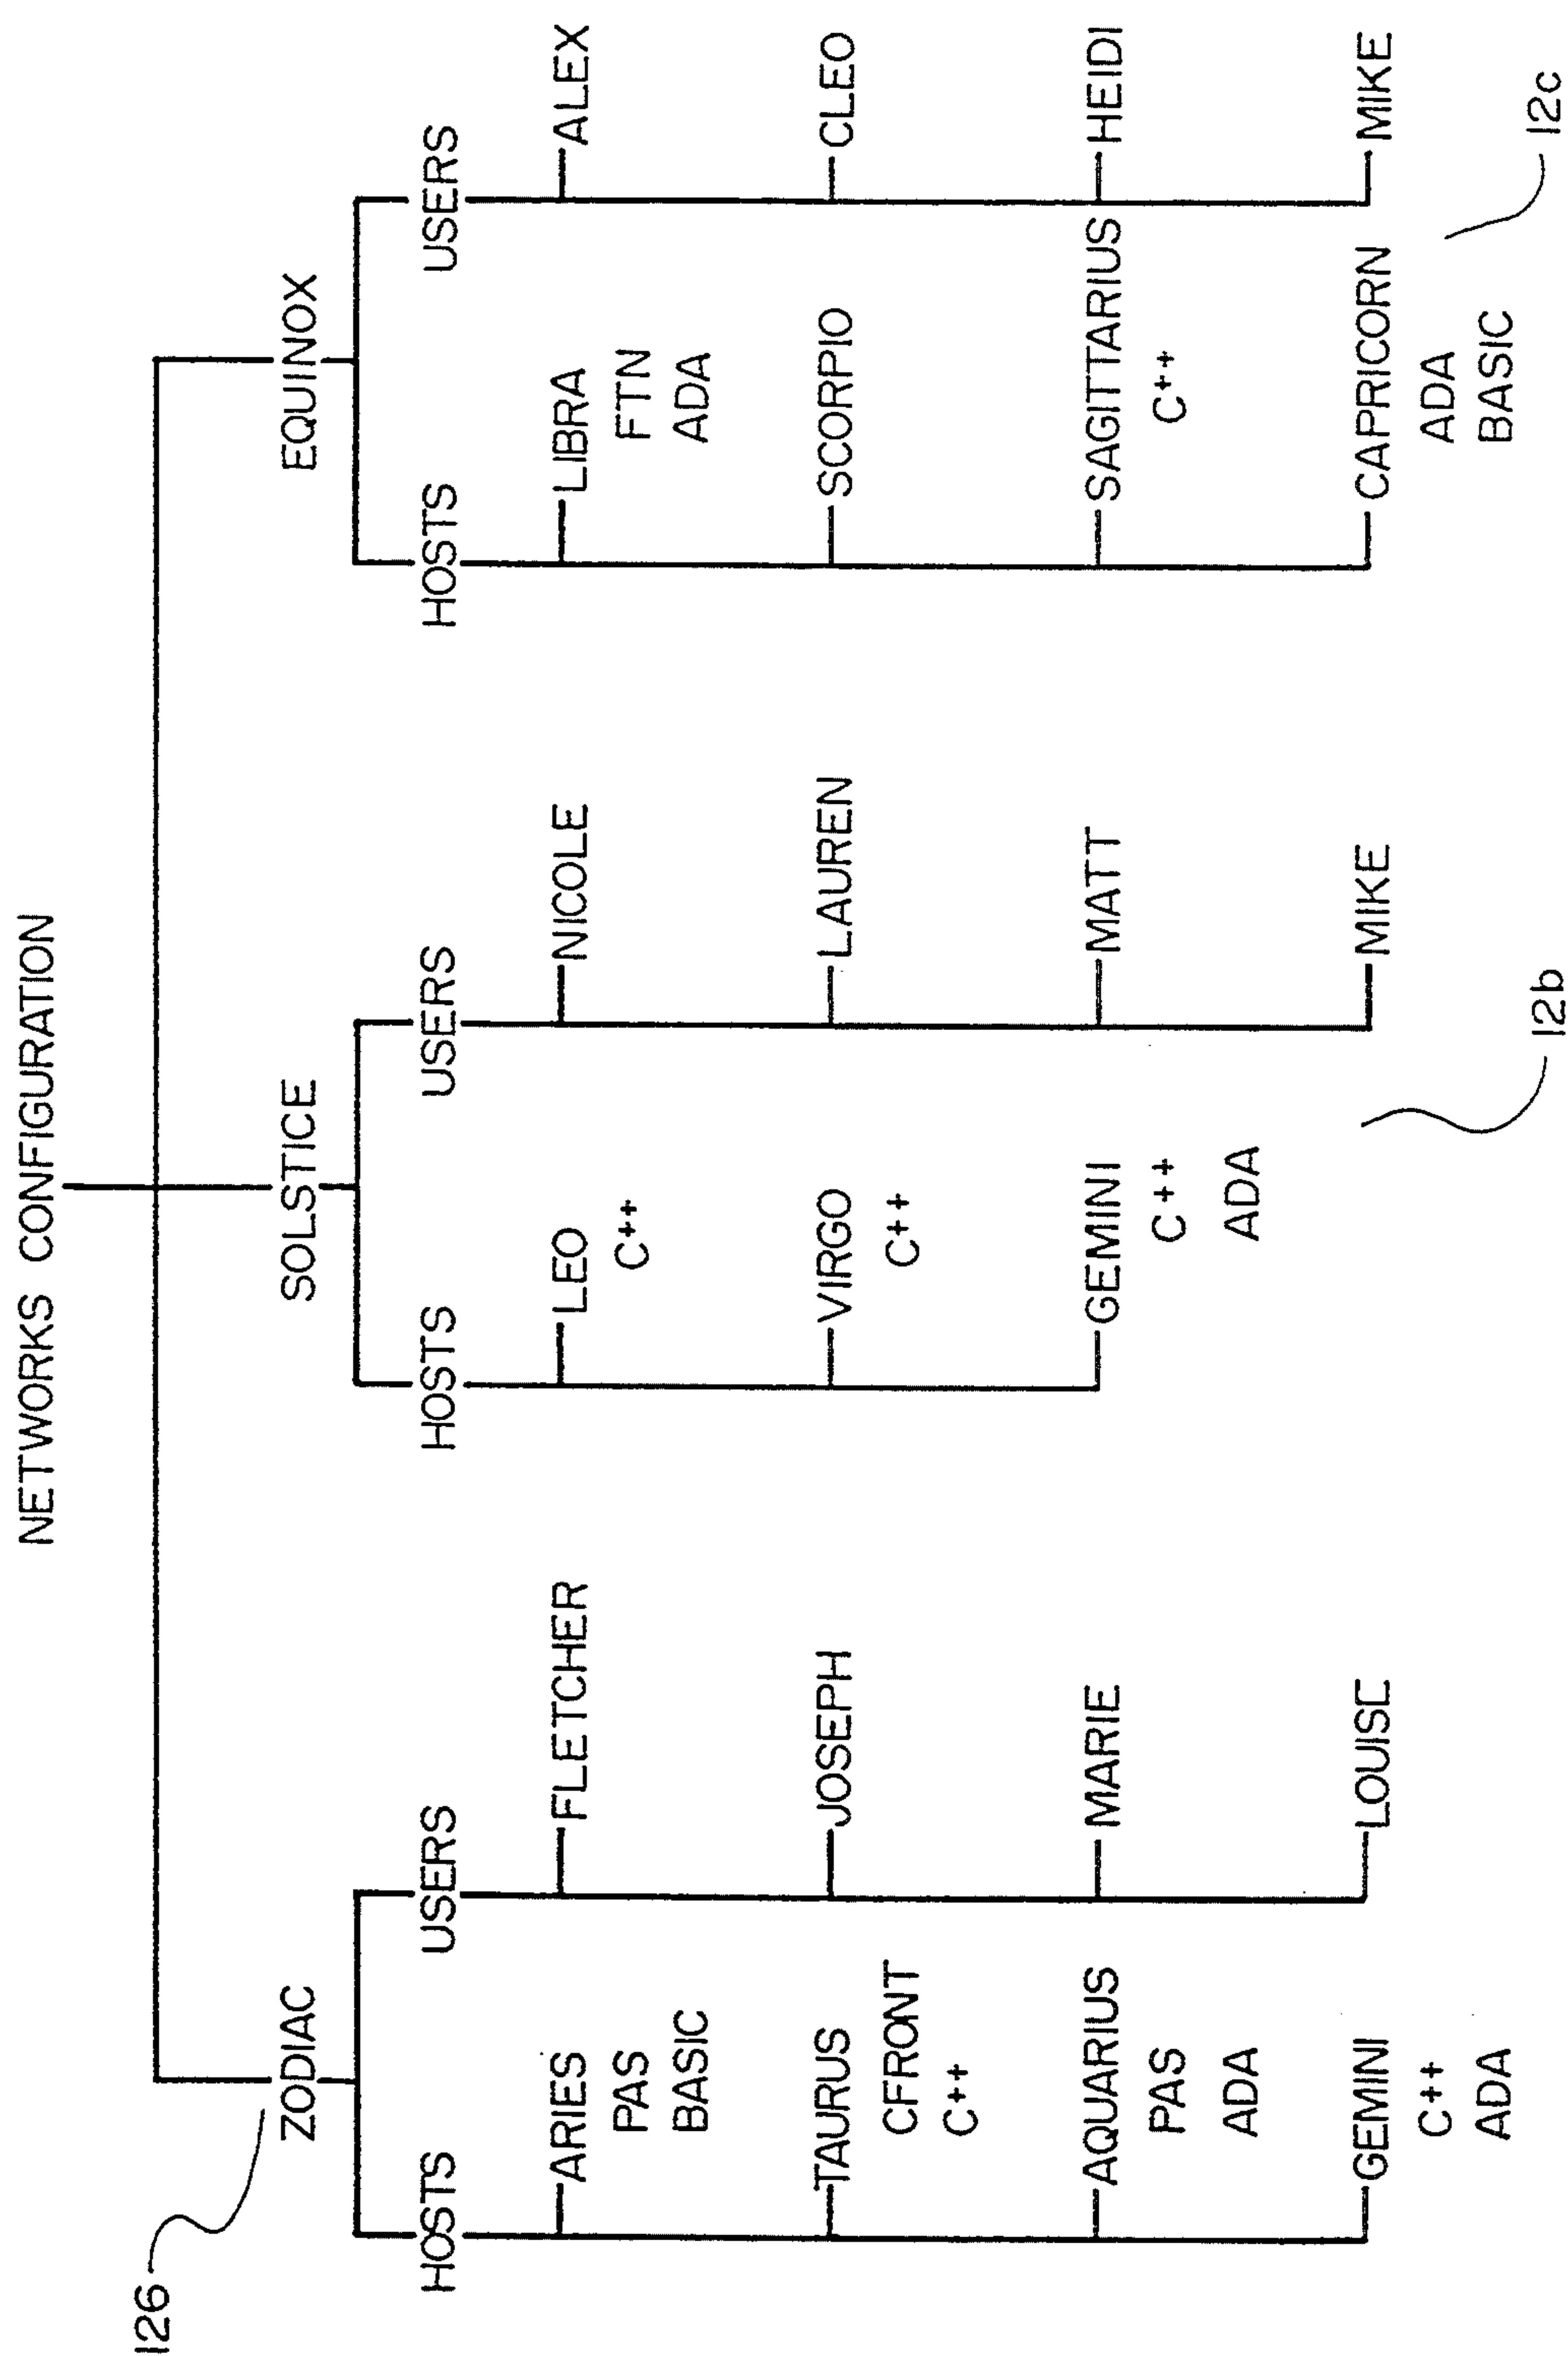 NETWORKS CONFIGURATION
126
ZODIAC
HOSTS
ARIES
PAS
BASIC
TAURUS
CFRONT
C++
AQUARIUS
PAS
ADA
GEMINI
C++
ADA
USERS
FLETCHER
JOSEPH
MARIE
LOUISE
SOLSTICE
HOSTS
LEO
C++
VIRGO
C++
GEMINI
C++
ADA
USERS
NICOLE
LAUREN
MATT
MIKE
12b
EQUINOX
HOSTS
LIBRA
FTN
ADA
SCORPIO
SAGITTARIUS
C++
CAPRICORN
ADA
BASIC
USERS
ALEX
CLEO
HEIDI
MIKE
12c